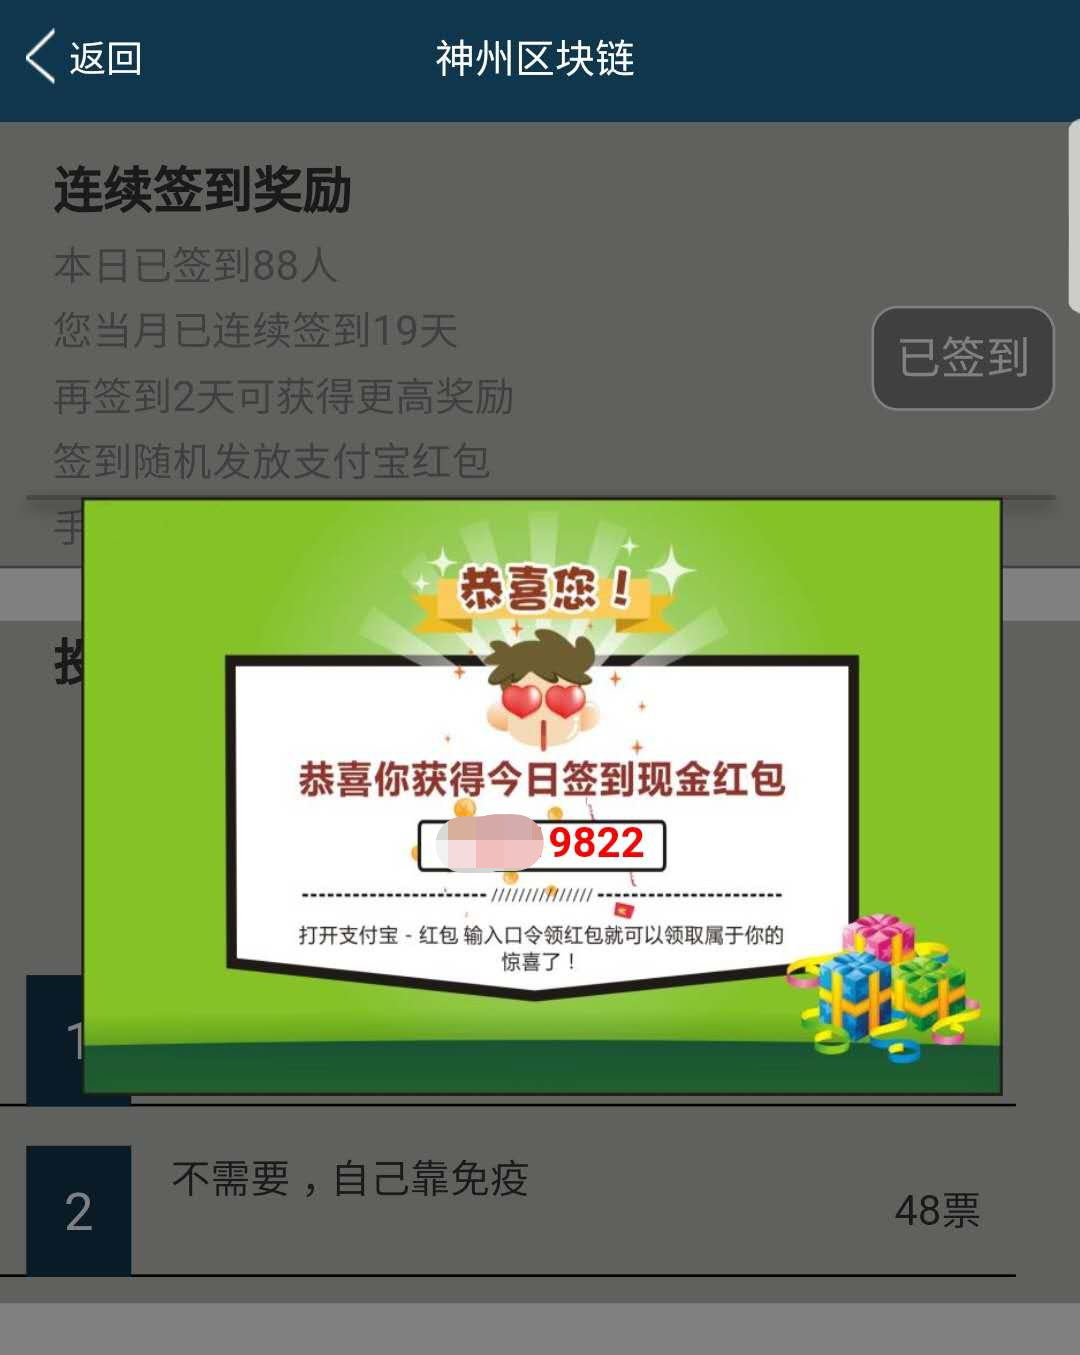 返回
神州区块链
连续签到奖励
本日已签到88人
您当月已连续签到19天
已签到
再签到2天可获得更高奖励
签到随机发放支付宝红包
手
恭喜您！
恭喜你获得今日签到现金红包
9822
打开支付宝 - 红包 输入口令领红包就可以领取属于你的
惊喜了！
1
2
不需要，自己靠免疫
48票